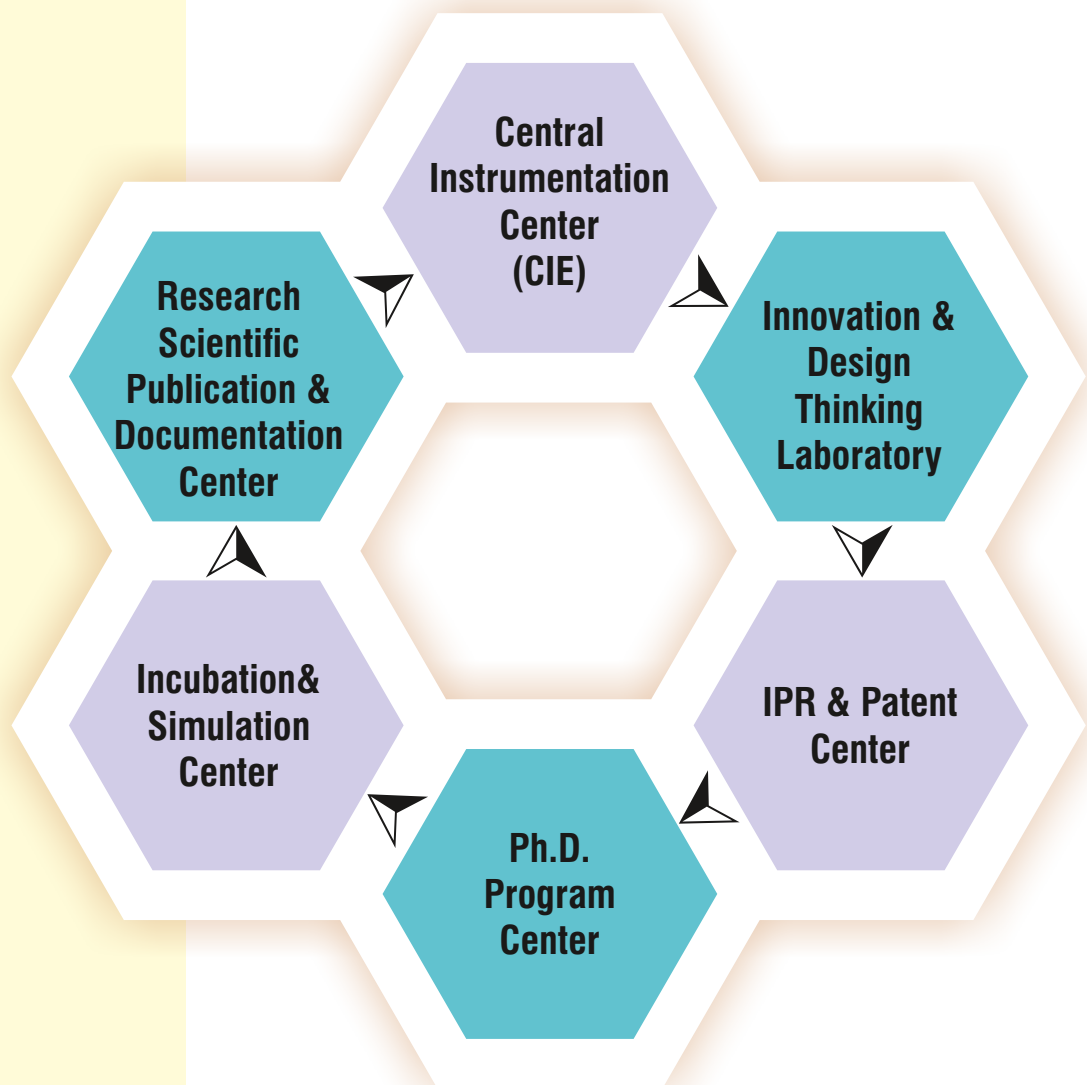 Central
Instrumentation
Center
(CIE)
Innovation &
Design
Thinking
Laboratory
IPR & Patent
Center
Ph.D.
Program
Center
Incubation&
Simulation
Center
Research
Scientific
Publication &
Documentation
Center